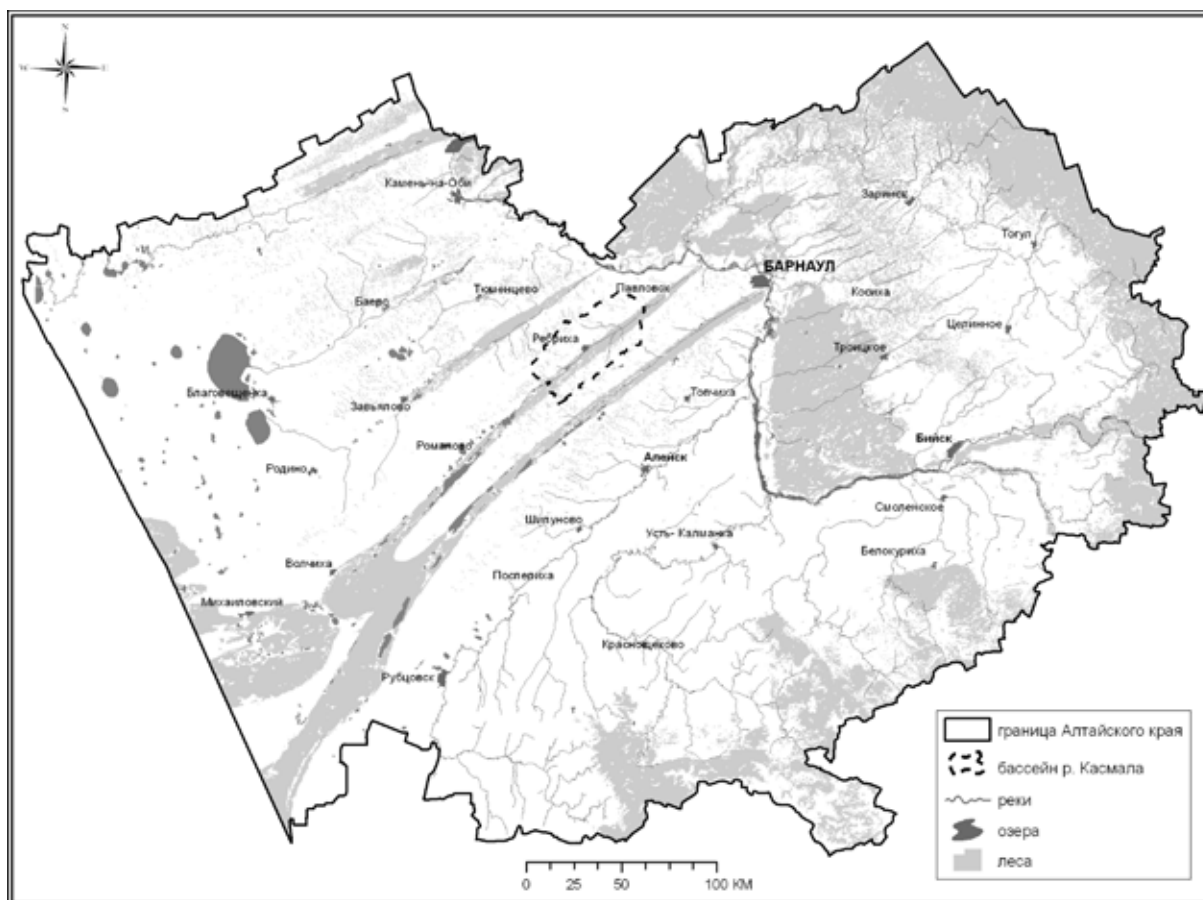 N
W E
S
Камень-на-Оби
Заринск
Тогул
БАРНАУЛ
Косиха
Павловск
Тюменцево
Баево
Целинное
Ребриха
Троицкое
Благовещенка
Завьялово
Топчиха
Романово
Бийск
Алейск
Родино
Смоленское
Шипуново
Усть- Калманка
Белокуриха
Волчиха
Поспелиха
Михайловский
Краснощеково
Рубцовск
граница Алтайского края
бассейн р. Касмала
реки
озера
леса
0 25 50 100 КМ